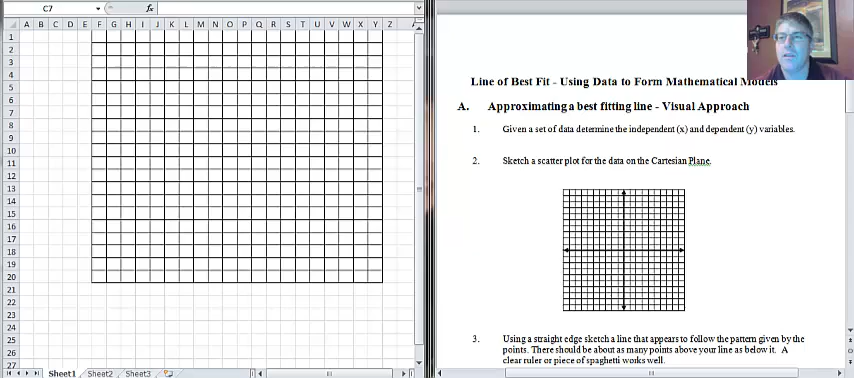 C7 fx
A B C D E F G H I J K L M N O P Q R S T U V W X Y Z
1
2
3
4
5
6
7
8
9
10
11
12
13
14
15
16
17
18
19
20
21
22
23
24
25
26
27
Sheet1 Sheet2 Sheet3
Line of Best Fit - Using Data to Form Mathematical Models
A. Approximating a best fitting line - Visual Approach
1. Given a set of data determine the independent (x) and dependent (y) variables.
2. Sketch a scatter plot for the data on the Cartesian Plane.
3. Using a straight edge sketch a line that appears to follow the pattern given by the
points. There should be about as many points above your line as below it. A
clear ruler or piece of spaghetti works well.